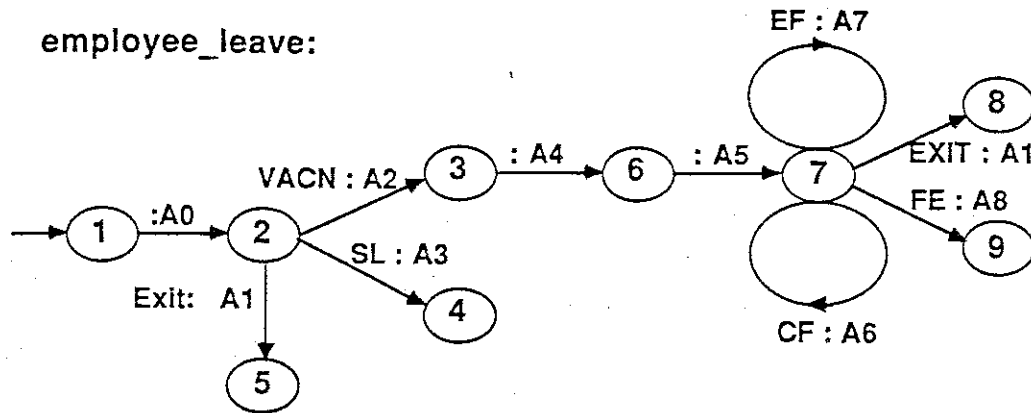 employee_leave:
EF : A7
8
VACN : A2
3
: A4
6
: A5
7
EXIT : A1
1
:A0
2
SL : A3
FE : A8
9
Exit: A1
4
CF : A6
5